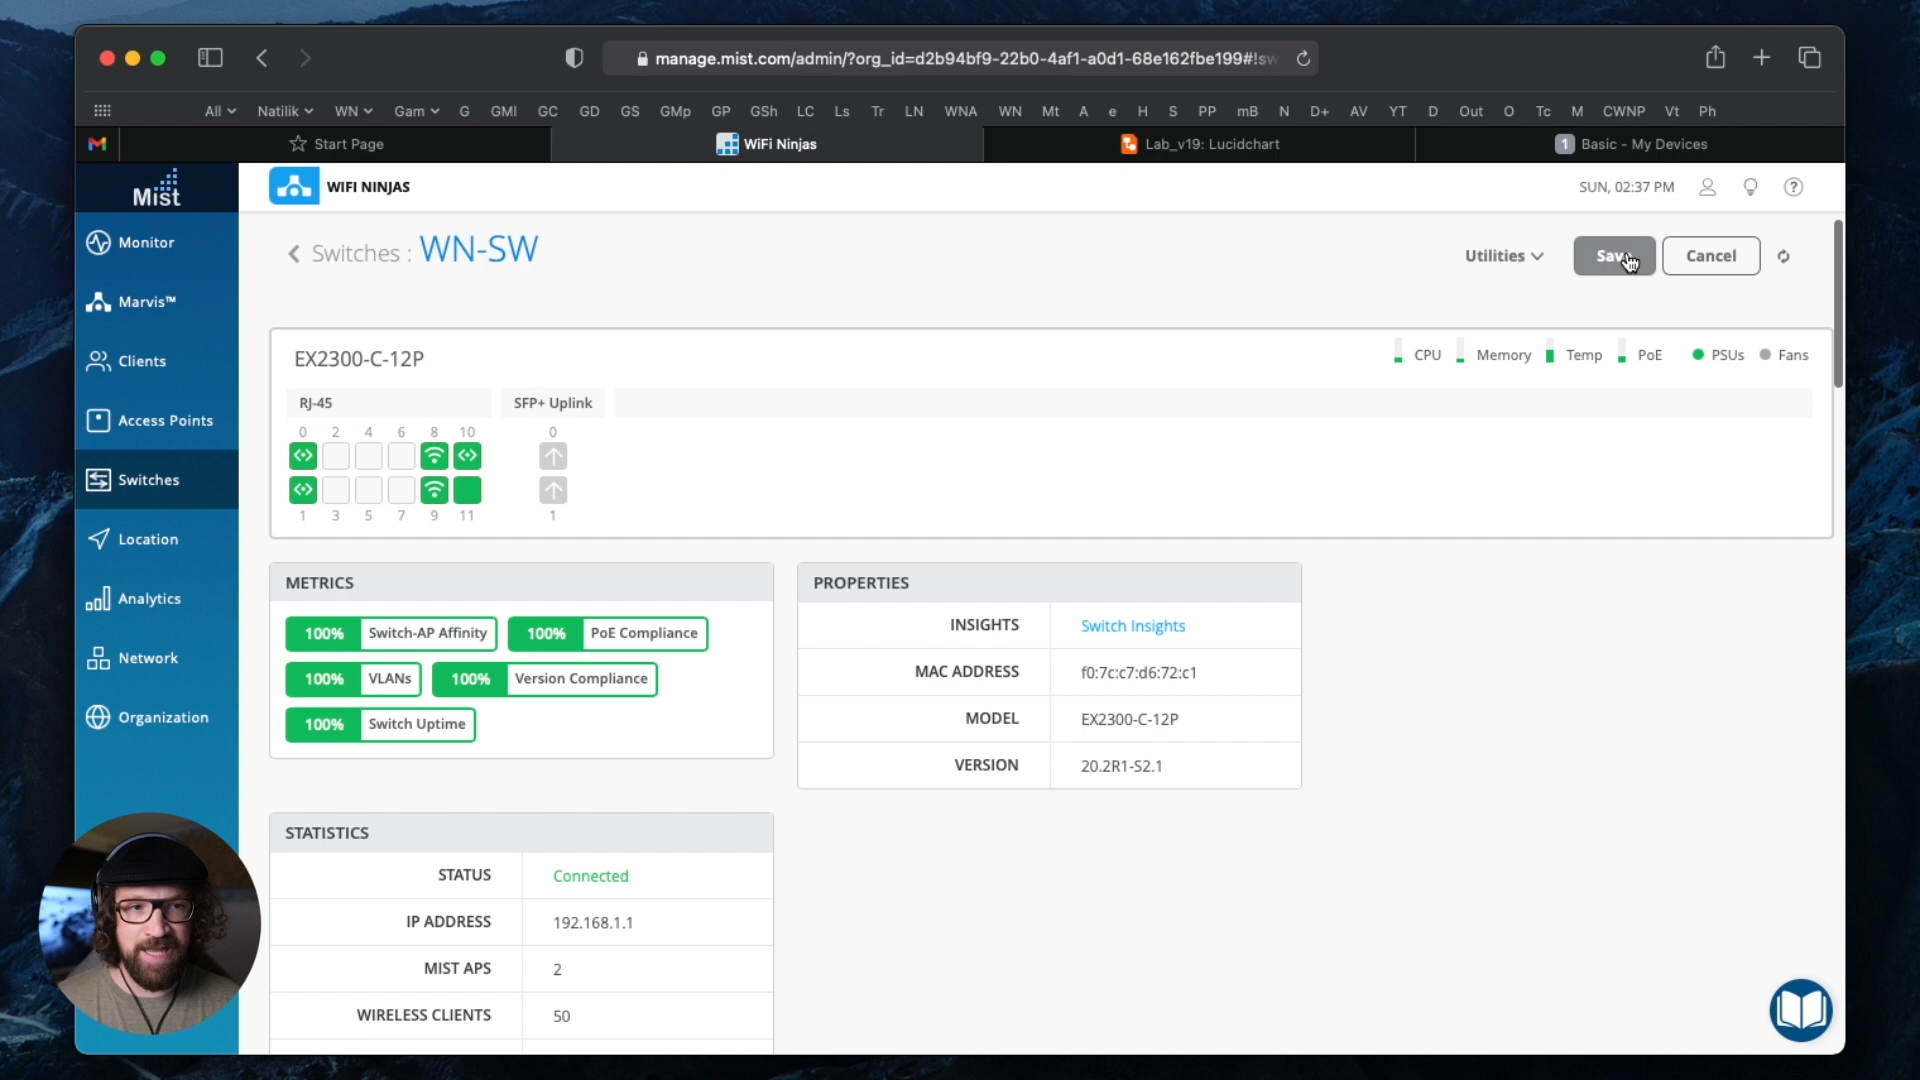 manage.mist.com/admin/?org_id=d2b94bf9-22b0-4af1-a0d1-68e162fbe199#!sw
All Natilik WN Gam G GMI GC GD GS GMp GP GSh LC Ls Tr LN WNA WN Mt A e H S PP mB N D+ AV YT D Out O Tc M CWNP Vt Ph
Start Page
WiFi Ninjas
Lab_v19: Lucidchart
1 Basic - My Devices
Mist
WIFI NINJAS
SUN, 02:37 PM
?
Monitor
Marvis™
Clients
Access Points
Switches
Location
Analytics
Network
Organization
Switches : WN-SW
Utilities
Save
Cancel
EX2300-C-12P
CPU Memory Temp PoE PSUs Fans
RJ-45
SFP+ Uplink
0 2 4 6 8 10 0
1 3 5 7 9 11 1
METRICS
100% Switch-AP Affinity
100% PoE Compliance
100% VLANs
100% Version Compliance
100% Switch Uptime
PROPERTIES
INSIGHTS Switch Insights
MAC ADDRESS f0:7c:c7:d6:72:c1
MODEL EX2300-C-12P
VERSION 20.2R1-S2.1
STATISTICS
STATUS Connected
IP ADDRESS 192.168.1.1
MIST APS 2
WIRELESS CLIENTS 50